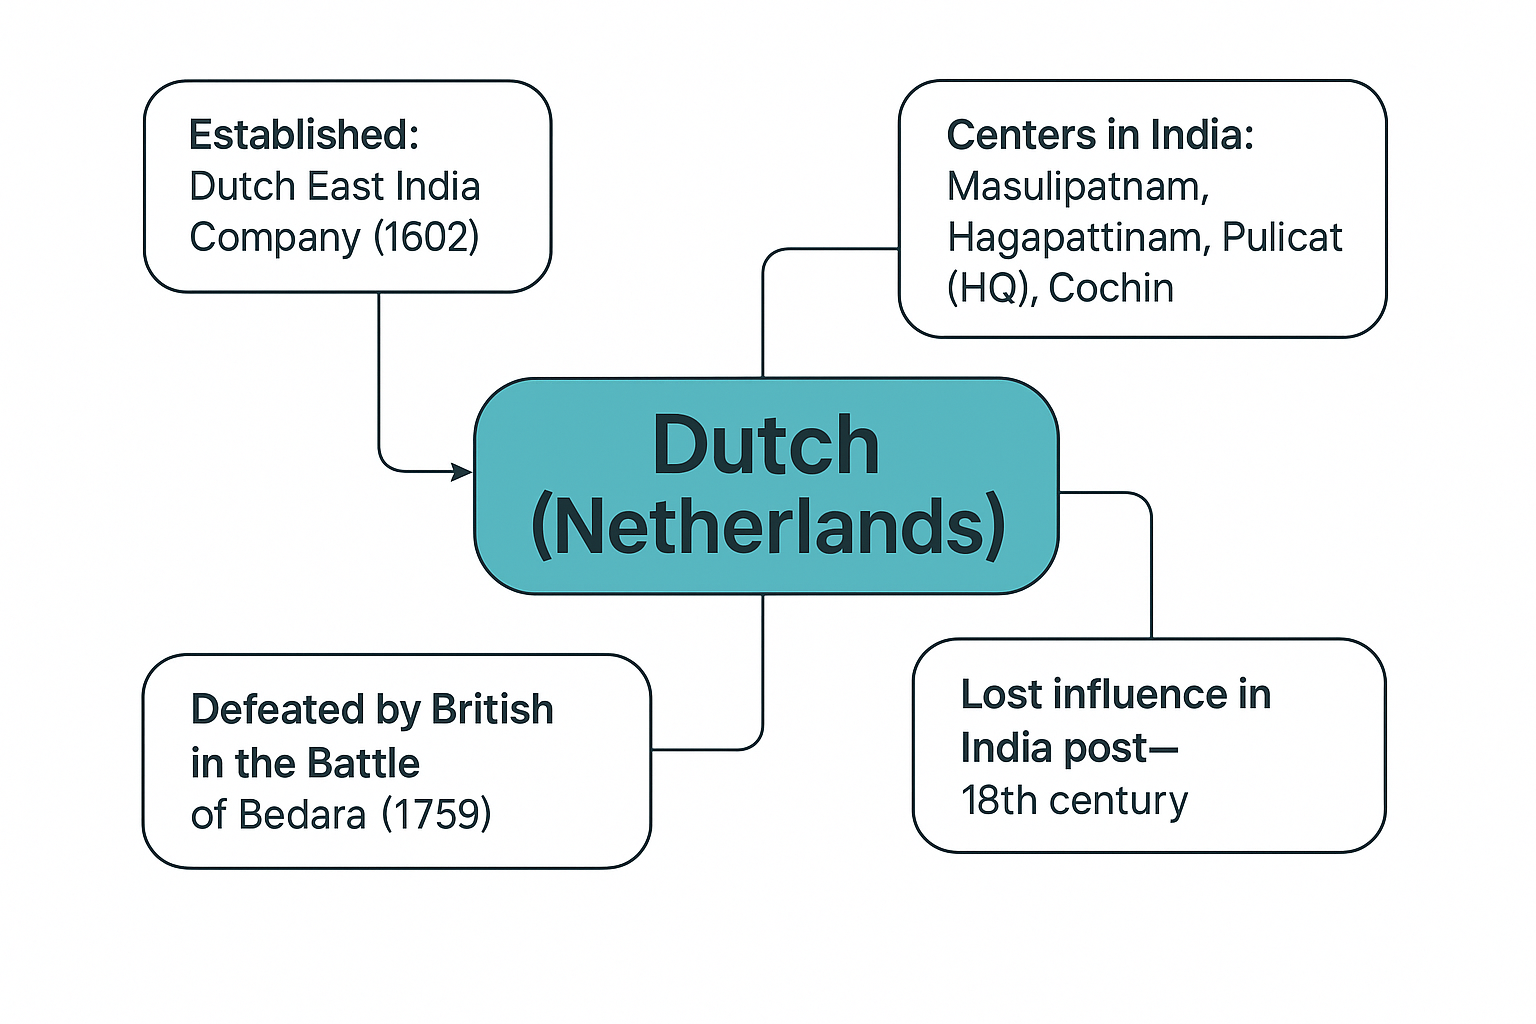 Established:
Dutch East India
Company (1602)
Centers in India:
Masulipatnam,
Hagapattinam, Pulicat
(HQ), Cochin
Dutch
(Netherlands)
Defeated by British
in the Battle
of Bedara (1759)
Lost influence in
India post—
18th century